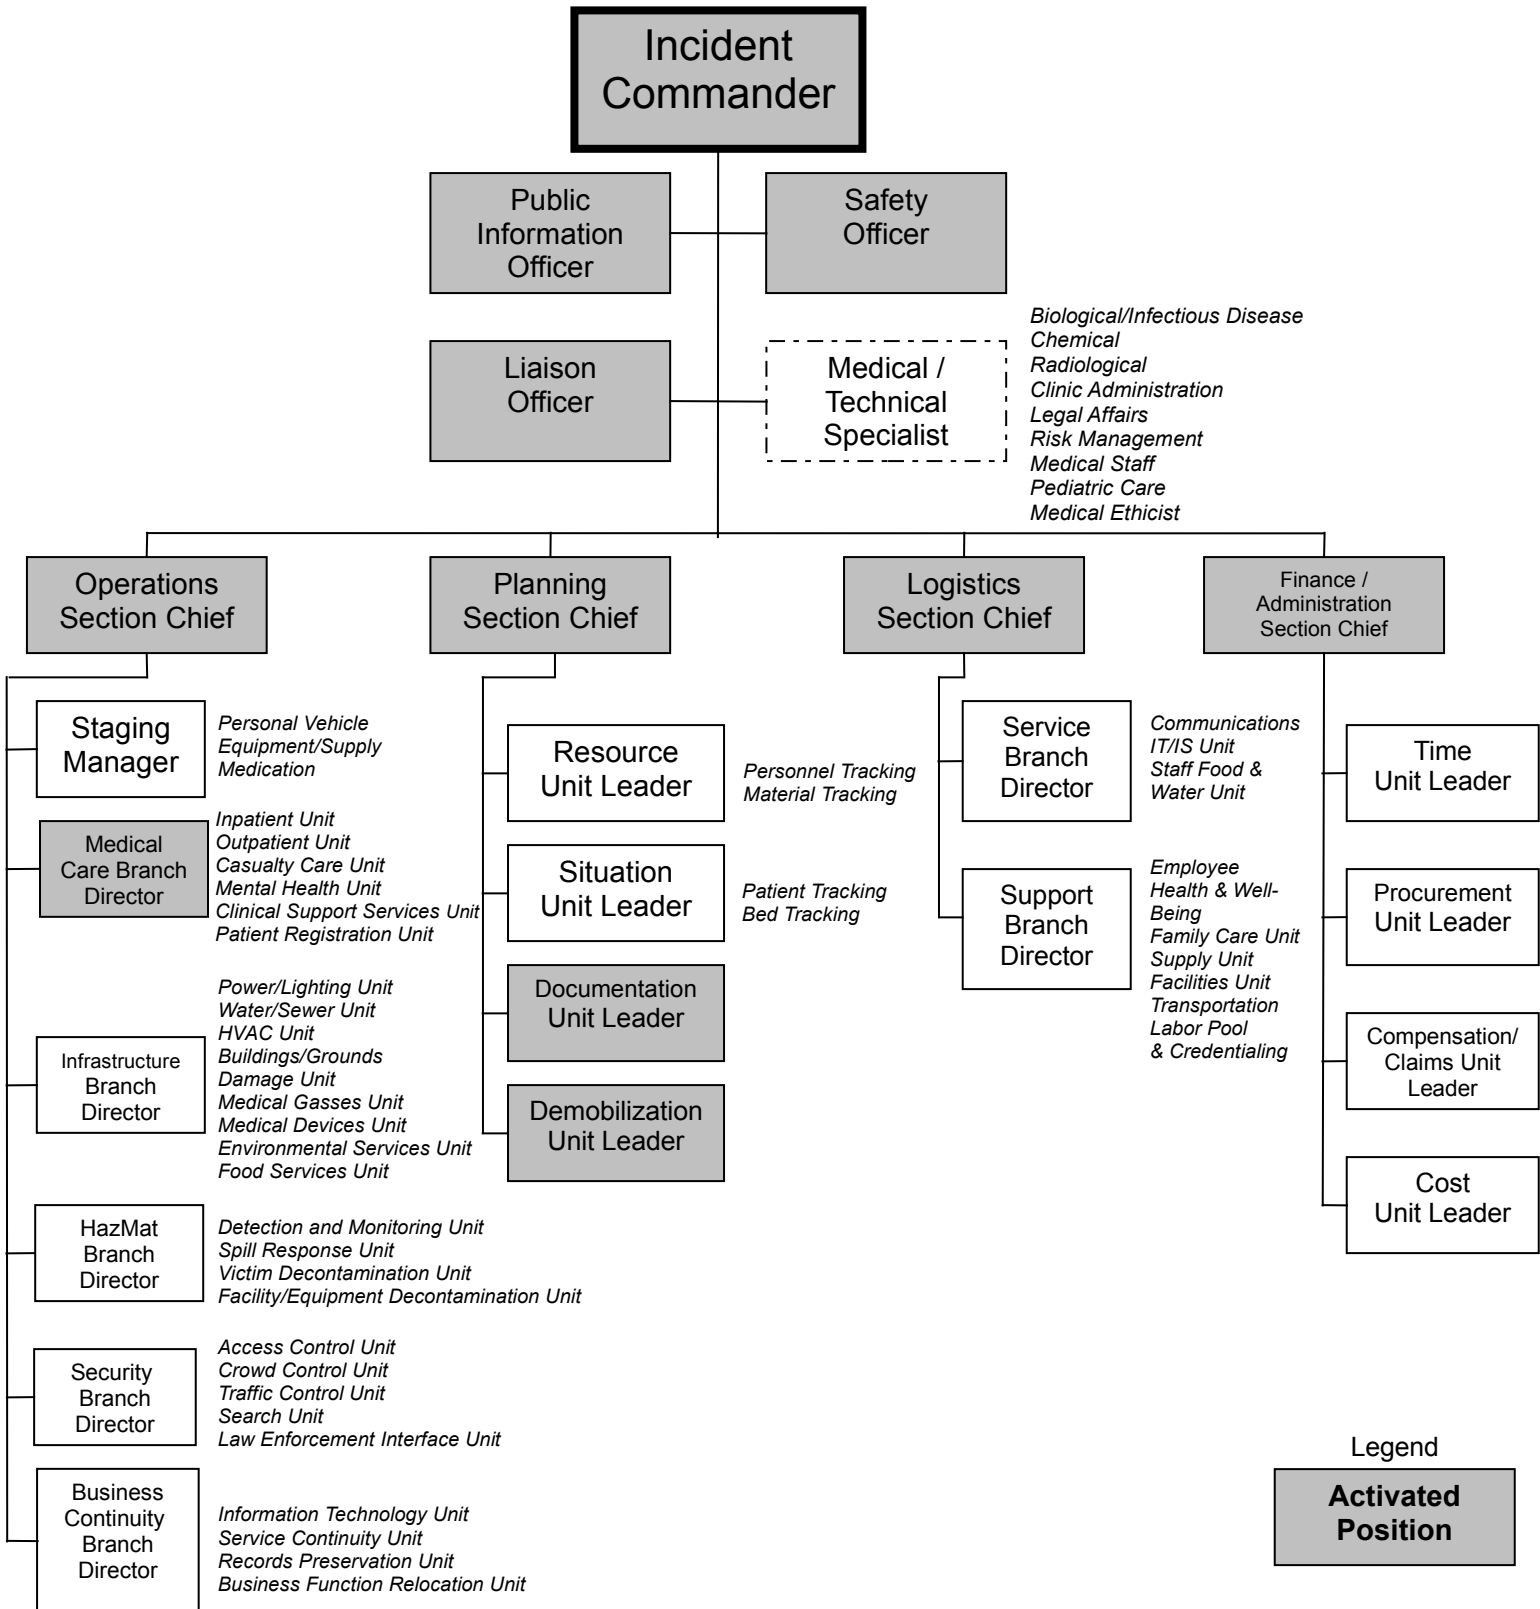 Incident
Commander
Public
Information
Officer
Safety
Officer
Liaison
Officer
Medical /
Technical
Specialist
Biological/Infectious Disease
Chemical
Radiological
Clinic Administration
Legal Affairs
Risk Management
Medical Staff
Pediatric Care
Medical Ethicist
Operations
Section Chief
Planning
Section Chief
Logistics
Section Chief
Finance /
Administration
Section Chief
Staging
Manager
Personal Vehicle
Equipment/Supply
Medication
Medical
Care Branch
Director
Inpatient Unit
Outpatient Unit
Casualty Care Unit
Mental Health Unit
Clinical Support Services Unit
Patient Registration Unit
Infrastructure
Branch
Director
Power/Lighting Unit
Water/Sewer Unit
HVAC Unit
Buildings/Grounds
Damage Unit
Medical Gasses Unit
Medical Devices Unit
Environmental Services Unit
Food Services Unit
HazMat
Branch
Director
Detection and Monitoring Unit
Spill Response Unit
Victim Decontamination Unit
Facility/Equipment Decontamination Unit
Security
Branch
Director
Access Control Unit
Crowd Control Unit
Traffic Control Unit
Search Unit
Law Enforcement Interface Unit
Business
Continuity
Branch
Director
Information Technology Unit
Service Continuity Unit
Records Preservation Unit
Business Function Relocation Unit
Resource
Unit Leader
Personnel Tracking
Material Tracking
Situation
Unit Leader
Patient Tracking
Bed Tracking
Documentation
Unit Leader
Demobilization
Unit Leader
Service
Branch
Director
Communications
IT/IS Unit
Staff Food &
Water Unit
Support
Branch
Director
Employee
Health & Well-
Being
Family Care Unit
Supply Unit
Facilities Unit
Transportation
Labor Pool
& Credentialing
Time
Unit Leader
Procurement
Unit Leader
Compensation/
Claims Unit
Leader
Cost
Unit Leader
Legend
Activated
Position